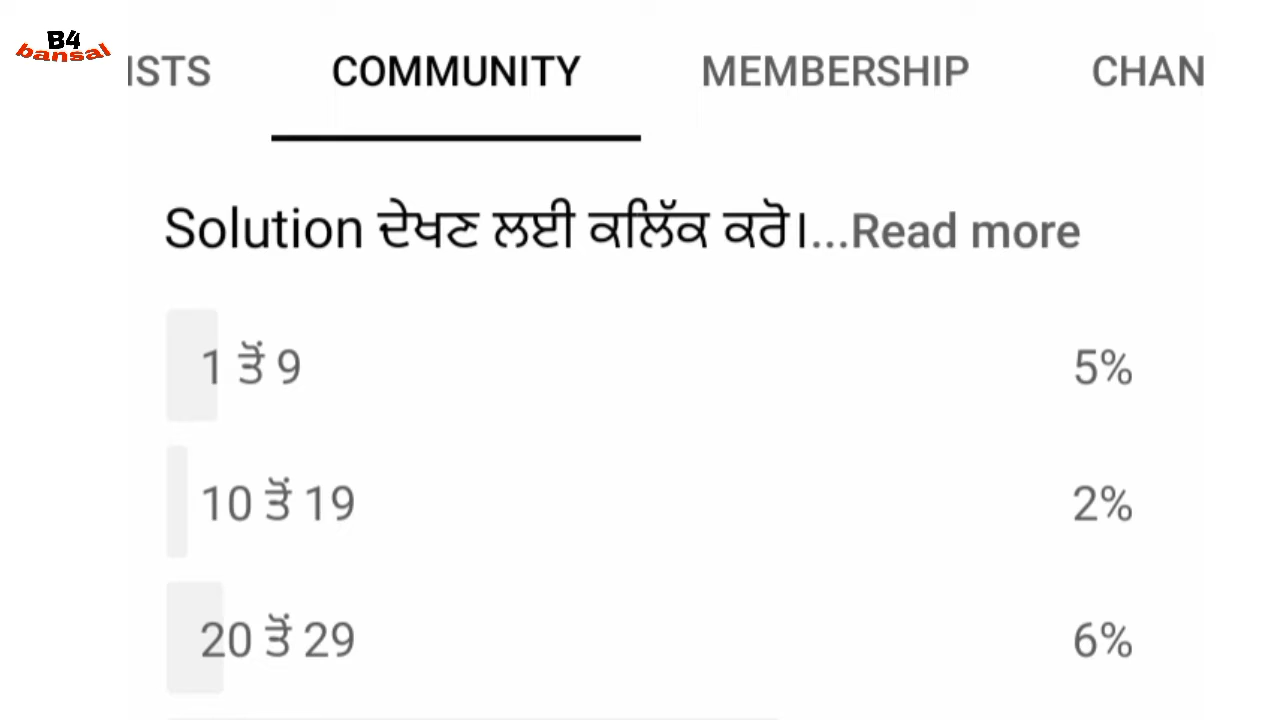 B4
bansal
ISTS COMMUNITY MEMBERSHIP CHAN
Solution ਦੇਖਣ ਲਈ ਕਲਿੱਕ ਕਰੋ।...Read more
1 ਤੋਂ 9 5%
10 ਤੋਂ 19 2%
20 ਤੋਂ 29 6%